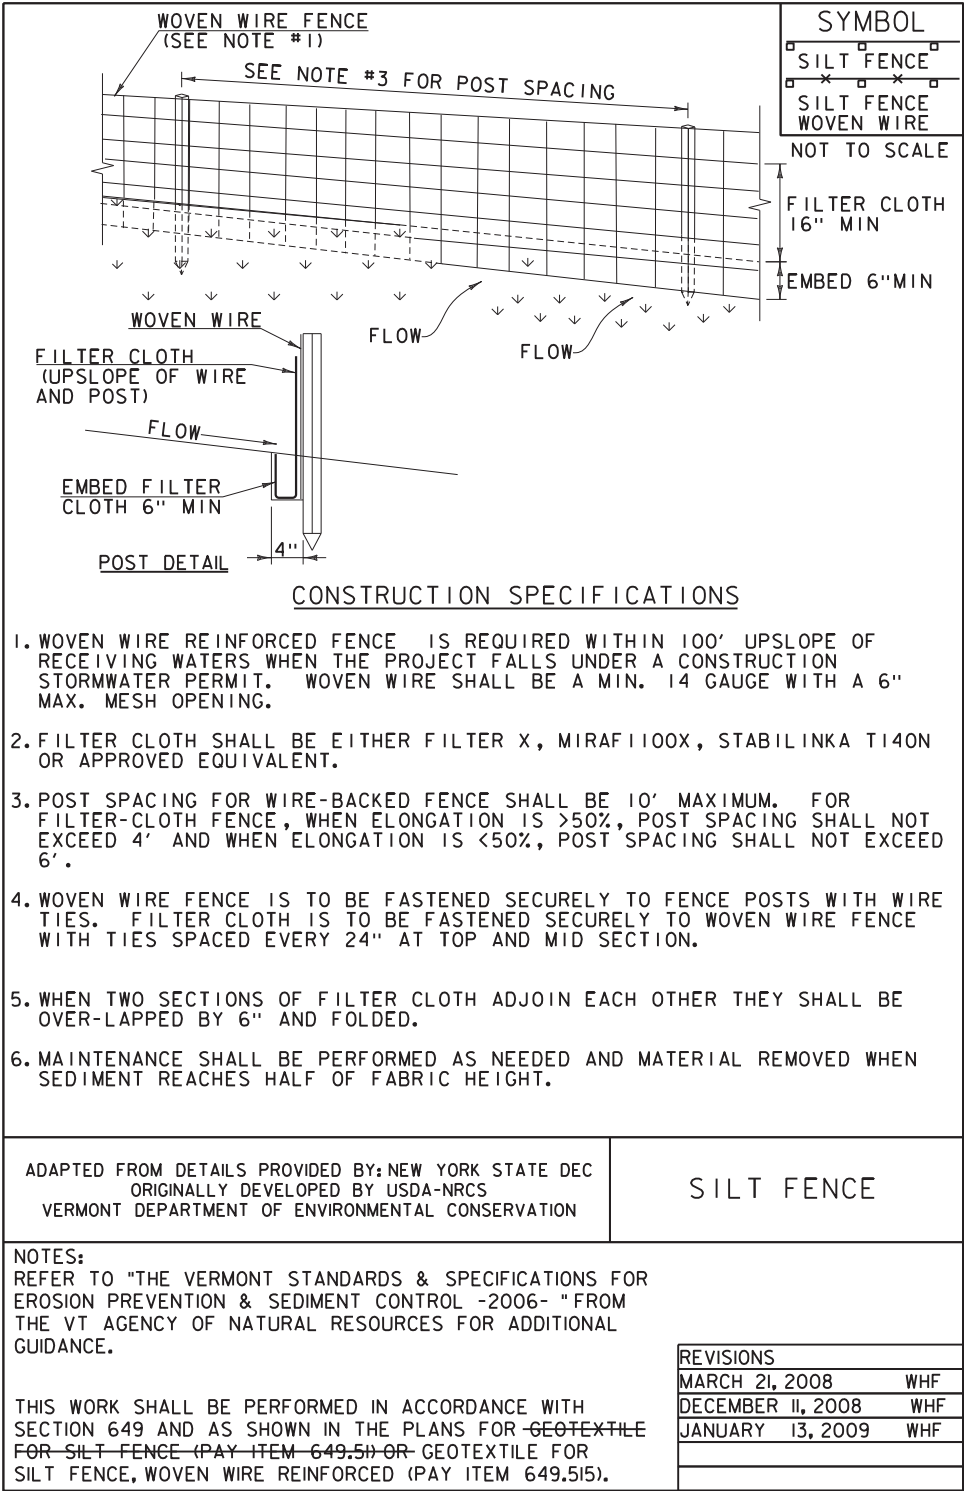 WOVEN WIRE FENCE
(SEE NOTE #1)
SEE NOTE #3 FOR POST SPACING
SYMBOL
SILT FENCE
SILT FENCE
WOVEN WIRE
NOT TO SCALE
FILTER CLOTH
16" MIN
EMBED 6"MIN
FLOW
FLOW
WOVEN WIRE
FILTER CLOTH
(UPSLOPE OF WIRE
AND POST)
FLOW
EMBED FILTER
CLOTH 6" MIN
4"
POST DETAIL
CONSTRUCTION SPECIFICATIONS
1. WOVEN WIRE REINFORCED FENCE IS REQUIRED WITHIN 100' UPSLOPE OF
RECEIVING WATERS WHEN THE PROJECT FALLS UNDER A CONSTRUCTION
STORMWATER PERMIT. WOVEN WIRE SHALL BE A MIN. 14 GAUGE WITH A 6"
MAX. MESH OPENING.
2. FILTER CLOTH SHALL BE EITHER FILTER X, MIRAFI100X, STABILINKA T140N
OR APPROVED EQUIVALENT.
3. POST SPACING FOR WIRE-BACKED FENCE SHALL BE 10' MAXIMUM. FOR
FILTER-CLOTH FENCE, WHEN ELONGATION IS >50%, POST SPACING SHALL NOT
EXCEED 4' AND WHEN ELONGATION IS <50%, POST SPACING SHALL NOT EXCEED
6'.
4. WOVEN WIRE FENCE IS TO BE FASTENED SECURELY TO FENCE POSTS WITH WIRE
TIES. FILTER CLOTH IS TO BE FASTENED SECURELY TO WOVEN WIRE FENCE
WITH TIES SPACED EVERY 24" AT TOP AND MID SECTION.
5. WHEN TWO SECTIONS OF FILTER CLOTH ADJOIN EACH OTHER THEY SHALL BE
OVER-LAPPED BY 6" AND FOLDED.
6. MAINTENANCE SHALL BE PERFORMED AS NEEDED AND MATERIAL REMOVED WHEN
SEDIMENT REACHES HALF OF FABRIC HEIGHT.
ADAPTED FROM DETAILS PROVIDED BY: NEW YORK STATE DEC
ORIGINALLY DEVELOPED BY USDA-NRCS
VERMONT DEPARTMENT OF ENVIRONMENTAL CONSERVATION
SILT FENCE
NOTES:
REFER TO "THE VERMONT STANDARDS & SPECIFICATIONS FOR
EROSION PREVENTION & SEDIMENT CONTROL -2006- " FROM
THE VT AGENCY OF NATURAL RESOURCES FOR ADDITIONAL
GUIDANCE.
THIS WORK SHALL BE PERFORMED IN ACCORDANCE WITH
SECTION 649 AND AS SHOWN IN THE PLANS FOR GEOTEXTILE
FOR SILT FENCE (PAY ITEM 649.51) OR GEOTEXTILE FOR
SILT FENCE, WOVEN WIRE REINFORCED (PAY ITEM 649.515).
REVISIONS
MARCH 21, 2008 WHF
DECEMBER 11, 2008 WHF
JANUARY 13, 2009 WHF